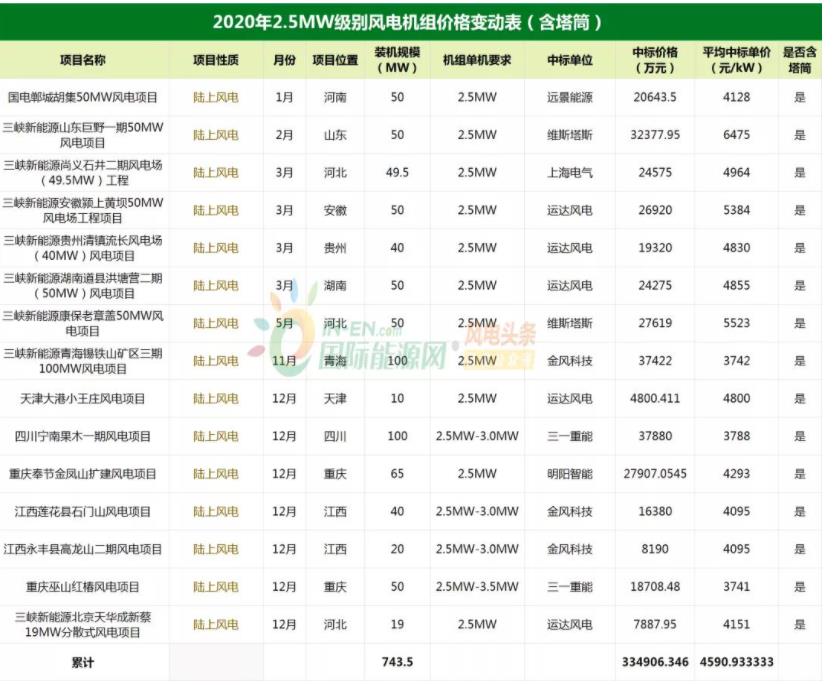 2020年2.5MW级别风电机组价格变动表（含塔筒）
项目名称 项目性质 月份 项目位置 装机规模（MW） 机组单机要求 中标单位 中标价格（万元） 平均中标单价（元/kW） 是否含塔筒
国电郸城胡集50MW风电项目 陆上风电 1月 河南 50 2.5MW 远景能源 20643.5 4128 是
三峡新能源山东巨野一期50MW风电项目 陆上风电 2月 山东 50 2.5MW 维斯塔斯 32377.95 6475 是
三峡新能源尚义石井二期风电场（49.5MW）工程 陆上风电 3月 河北 49.5 2.5MW 上海电气 24575 4964 是
三峡新能源安徽颍上黄坝50MW风电场工程项目 陆上风电 3月 安徽 50 2.5MW 运达风电 26920 5384 是
三峡新能源贵州清镇流长风电场（40MW）风电项目 陆上风电 3月 贵州 40 2.5MW 运达风电 19320 4830 是
三峡新能源湖南道县洪塘营二期（50MW）风电项目 陆上风电 3月 湖南 50 2.5MW 运达风电 24275 4855 是
三峡新能源康保老章盖50MW风电项目 陆上风电 5月 河北 50 2.5MW 维斯塔斯 27619 5523 是
三峡新能源青海锡铁山矿区三期100MW风电项目 陆上风电 11月 青海 100 2.5MW 金风科技 37422 3742 是
天津大港小王庄风电项目 陆上风电 12月 天津 10 2.5MW 运达风电 4800.411 4800 是
四川宁南果木一期风电项目 陆上风电 12月 四川 100 2.5MW-3.0MW 三一重能 37880 3788 是
重庆奉节金凤山扩建风电项目 陆上风电 12月 重庆 65 2.5MW 明阳智能 27907.0545 4293 是
江西莲花县石门山风电项目 陆上风电 12月 江西 40 2.5MW-3.0MW 金风科技 16380 4095 是
江西永丰县高龙山二期风电项目 陆上风电 12月 江西 20 2.5MW-3.0MW 金风科技 8190 4095 是
重庆巫山红椿风电项目 陆上风电 12月 重庆 50 2.5MW-3.5MW 三一重能 18708.48 3741 是
三峡新能源北京天华成新蔡19MW分散式风电项目 陆上风电 12月 河北 19 2.5MW 运达风电 7887.95 4151 是
累计 743.5 334906.346 4590.933333
IN-EN.com
国际能源网
风电头条